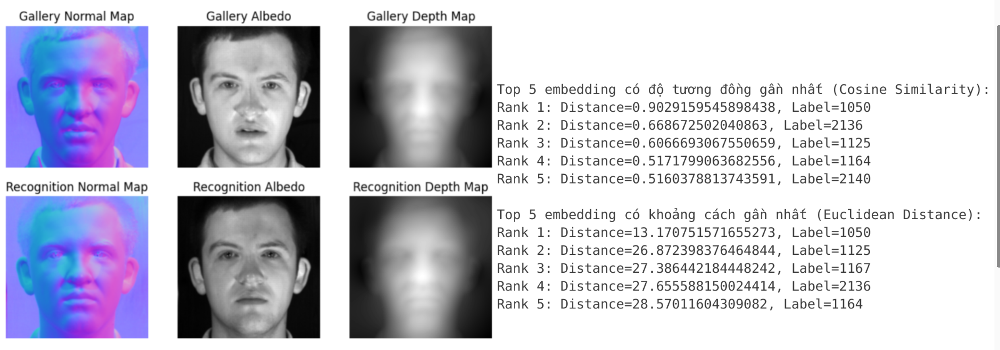 Gallery Normal Map
Gallery Albedo
Gallery Depth Map
Recognition Normal Map
Recognition Albedo
Recognition Depth Map
Top 5 embedding có độ tương đồng gần nhất (Cosine Similarity):
Rank 1: Distance=0.9029159545898438, Label=1050
Rank 2: Distance=0.668672502040863, Label=2136
Rank 3: Distance=0.6066693067550659, Label=1125
Rank 4: Distance=0.5171799063682556, Label=1164
Rank 5: Distance=0.5160378813743591, Label=2140
Top 5 embedding có khoảng cách gần nhất (Euclidean Distance):
Rank 1: Distance=13.170751571655273, Label=1050
Rank 2: Distance=26.872398376464844, Label=1125
Rank 3: Distance=27.386442184448242, Label=1167
Rank 4: Distance=27.655588150024414, Label=2136
Rank 5: Distance=28.57011604309082, Label=1164